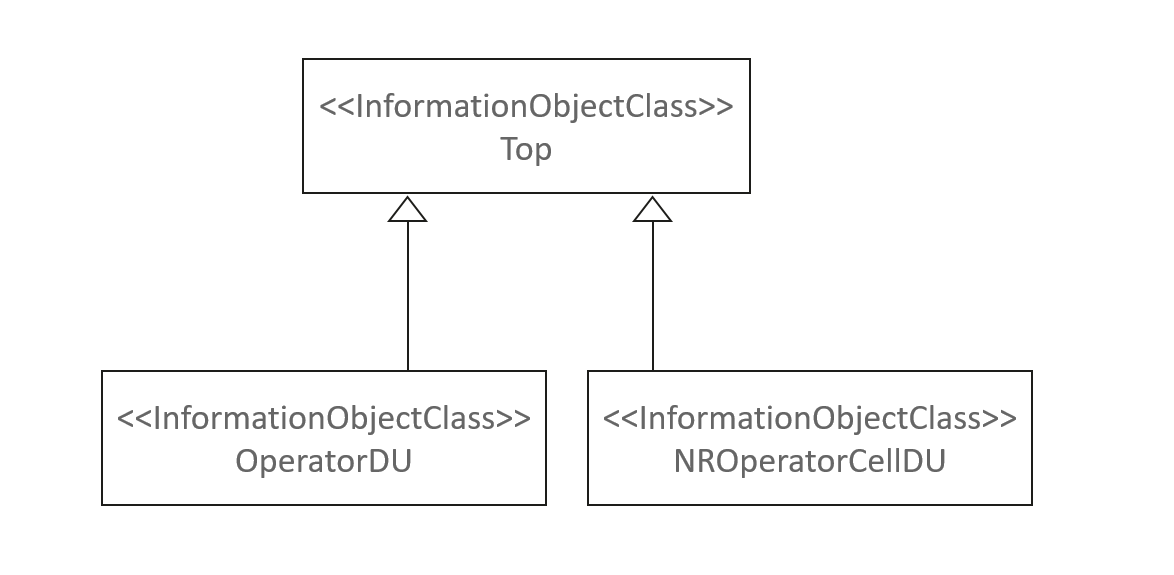 <<InformationObjectClass>>
Top
<<InformationObjectClass>>
OperatorDU
<<InformationObjectClass>>
NROperatorCellDU